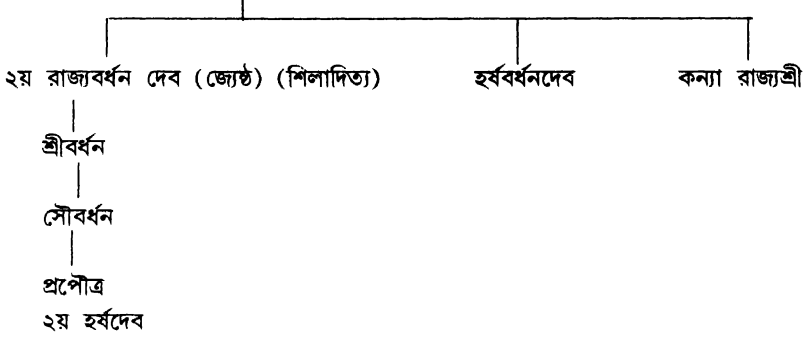 ২য় রাজ্যবর্ধন দেব (জ্যেষ্ঠ) (শিলাদিত্য) হর্ষবর্ধনদেব কন্যা রাজ্যশ্রী
শ্রীবর্ধন
সৌবর্ধন
প্রপৌত্র
২য় হর্ষদেব